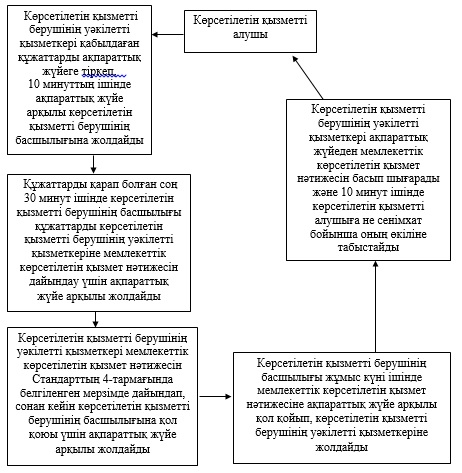 Көрсетілетін қызметті
алушы
Көрсетілетін қызметті
берушінің уәкілетті
қызметкері қабылдаған
құжаттарды ақпараттық
жүйеге тіркеп,
10 минуттың ішінде
ақпараттық жүйе
арқылы көрсетілетін
қызметті берушінің
басшылығына жолдайды
Құжаттарды қарап болған соң
30 минут ішінде көрсетілетін
қызметті берушінің басшылығы
құжаттарды көрсетілетін
қызметті берушінің уәкілетті
қызметкеріне мемлекеттік
көрсетілетін қызмет нәтижесін
дайындау үшін ақпараттық
жүйе арқылы жолдайды
Көрсетілетін қызметті берушінің
уәкілетті қызметкері мемлекеттік
көрсетілетін қызмет нәтижесін
Стандарттың 4-тармағында
белгіленген мерзімде дайындап,
сонан кейін көрсетілетін қызметті
берушінің басшылығына қол
қоюы үшін ақпараттық жүйе
арқылы жолдайды
Көрсетілетін қызметті берушінің
басшылығы жұмыс күні ішінде
мемлекеттік көрсетілетін қызмет
нәтижесіне ақпараттық жүйе арқылы
қол қойып, көрсетілетін қызметті
берушінің уәкілетті қызметкеріне
жолдайды
Көрсетілетін қызметті
берушінің уәкілетті
қызметкері ақпараттық
жүйеден мемлекеттік
көрсетілетін қызмет
нәтижесін басып шығарады
және 10 минут ішінде
көрсетілетін қызметті
алушыға не сенімхат
бойынша оның өкіліне
табыстайды